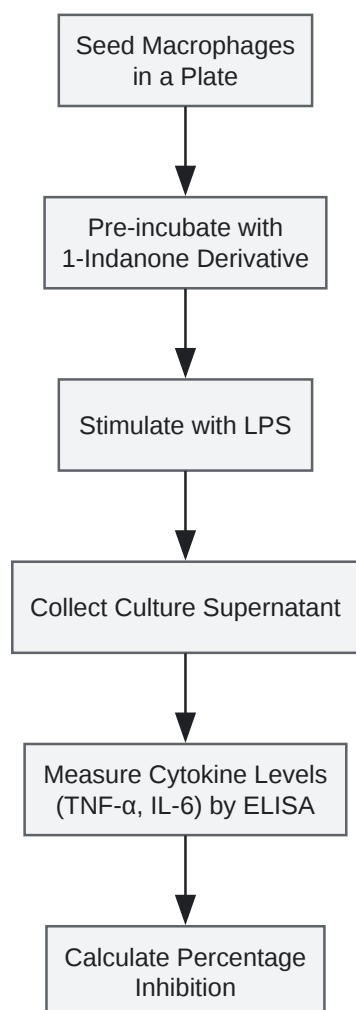 Seed Macrophages
in a Plate
Pre-incubate with
1-Indanone Derivative
Stimulate with LPS
Collect Culture Supernatant
Measure Cytokine Levels
(TNF-α, IL-6) by ELISA
Calculate Percentage
Inhibition